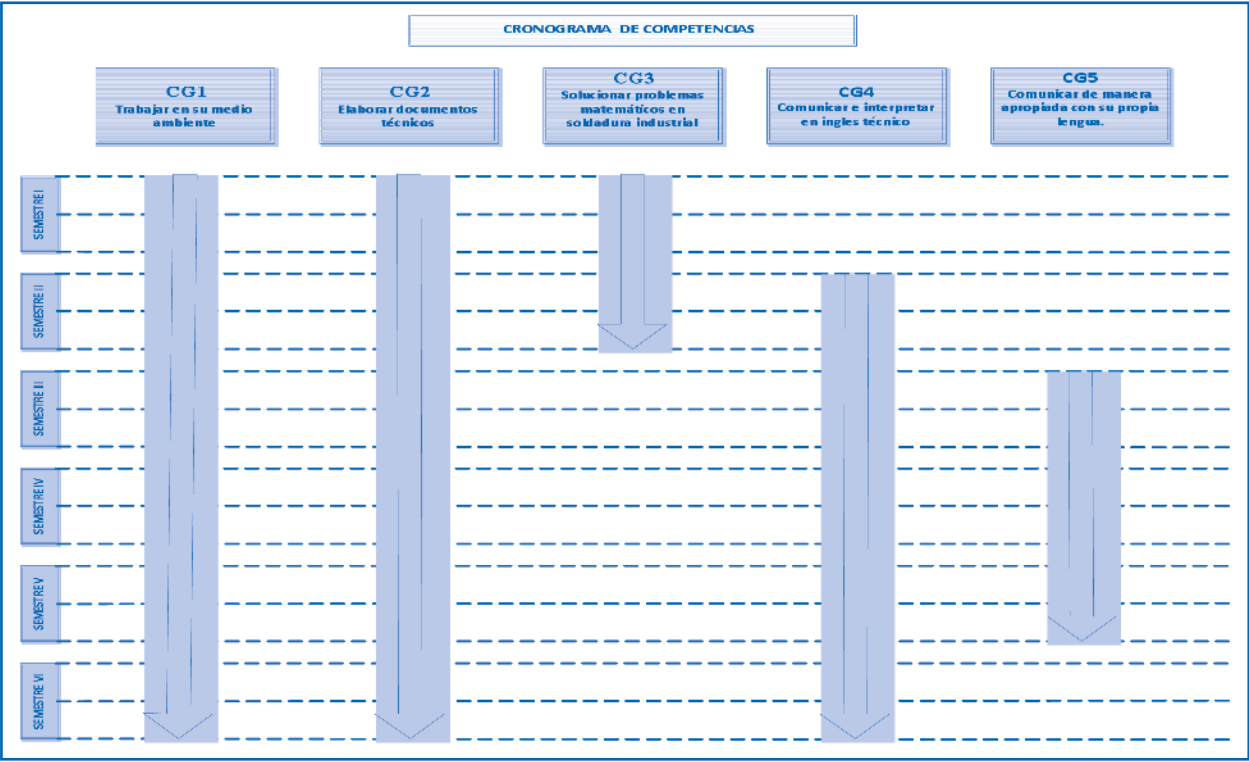 CRONOGRAMA DE COMPETENCIAS
CG1
Trabajar en su medio
ambiente
CG2
Elaborar documentos
técnicos
CG3
Solucionar problemas
matemáticos en
soldadura industrial
CG4
Comunicar e interpretar
en ingles técnico
CG5
Comunicar de manera
apropiada con su propia
lengua.
SEMESTRE I
SEMESTRE II
SEMESTRE III
SEMESTRE IV
SEMESTRE V
SEMESTRE VI